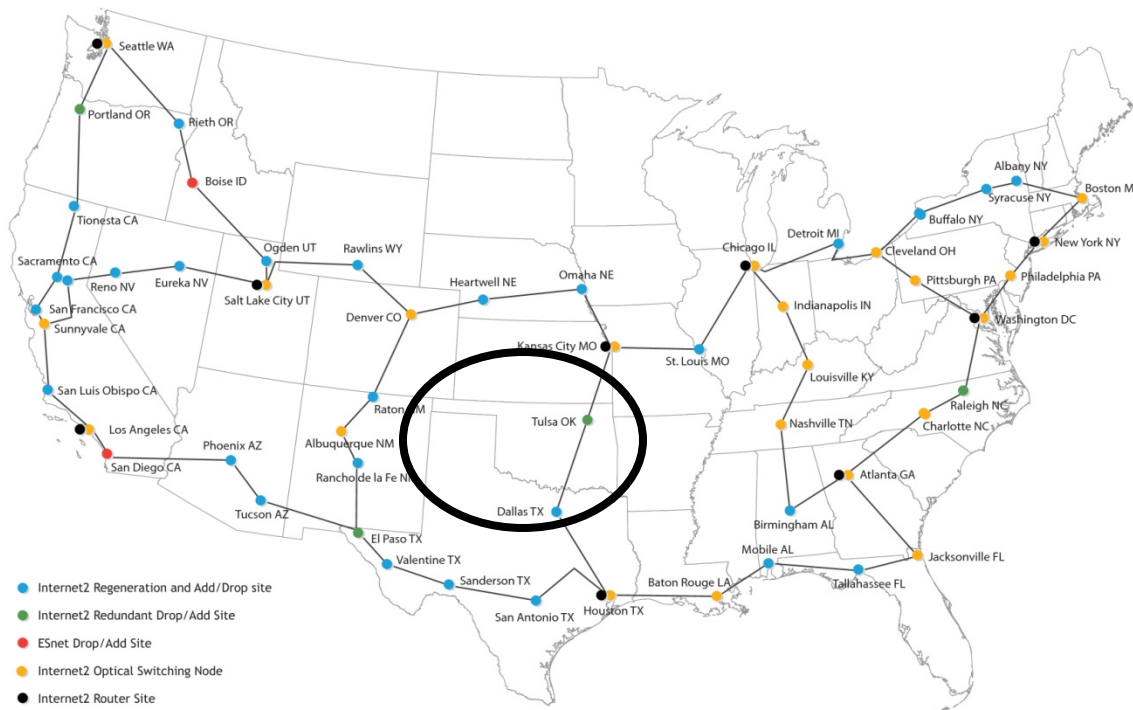 Seattle WA
Portland OR
Rieth OR
Boise ID
Albany NY
Syracuse NY
Boston M
Buffalo NY
Tionesta CA
Ogden UT
Rawlins WY
Chicago IL
Detroit MI
Cleveland OH
New York NY
Sacramento CA
Reno NV
Eureka NV
Salt Lake City UT
Heartwell NE
Omaha NE
Pittsburgh PA
Philadelphia PA
San Francisco CA
Sunnyvale CA
Denver CO
Indianapolis IN
Washington DC
Kansas City MO
St. Louis MO
Louisville KY
San Luis Obispo CA
Raton NM
Tulsa OK
Nashville TN
Raleigh NC
Charlotte NC
Los Angeles CA
San Diego CA
Phoenix AZ
Albuquerque NM
Rancho de la Fe NM
Atlanta GA
Tucson AZ
Dallas TX
Birmingham AL
El Paso TX
Valentine TX
Sanderson TX
San Antonio TX
Houston TX
Baton Rouge LA
Mobile AL
Tallahassee FL
Jacksonville FL
Internet2 Regeneration and Add/Drop site
Internet2 Redundant Drop/Add Site
ESnet Drop/Add Site
Internet2 Optical Switching Node
Internet2 Router Site